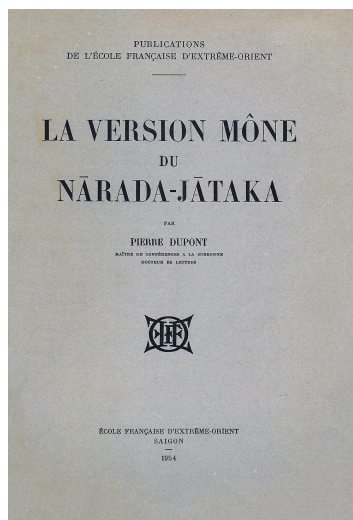 PUBLICATIONS
DE L'ÉCOLE FRANÇAISE D'EXTRÊME-ORIENT
LA VERSION MÔNE
DU
NĀRADA-JĀTAKA
PAR
PIERRE DUPONT
MAÎTRE DE CONFÉRENCES A LA SORBONNE
DOCTEUR ÈS LETTRES
ÉCOLE FRANÇAISE D'EXTRÊME-ORIENT
SAIGON
1954